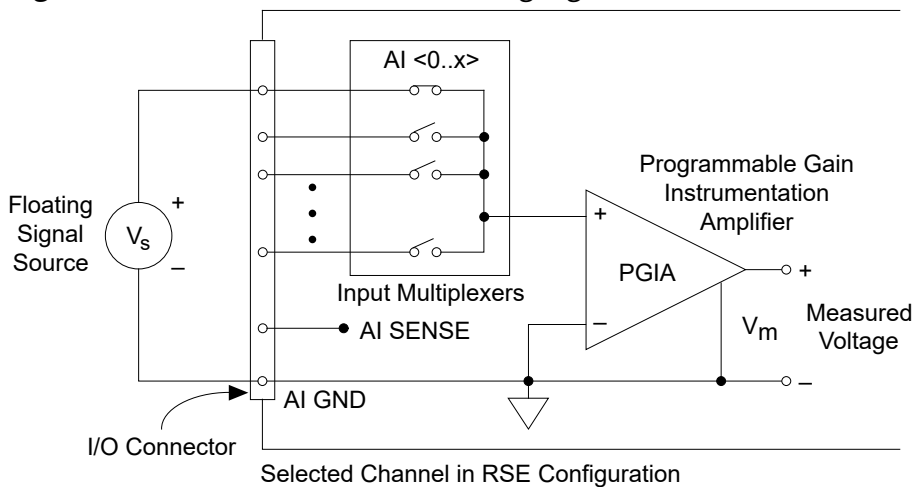 AI <0..x>
Programmable Gain
Instrumentation
Amplifier
Floating
Signal
Source
+
Vs
–
+
PGIA
–
+
Vm
Measured
Voltage
–
Input Multiplexers
AI SENSE
AI GND
I/O Connector
Selected Channel in RSE Configuration